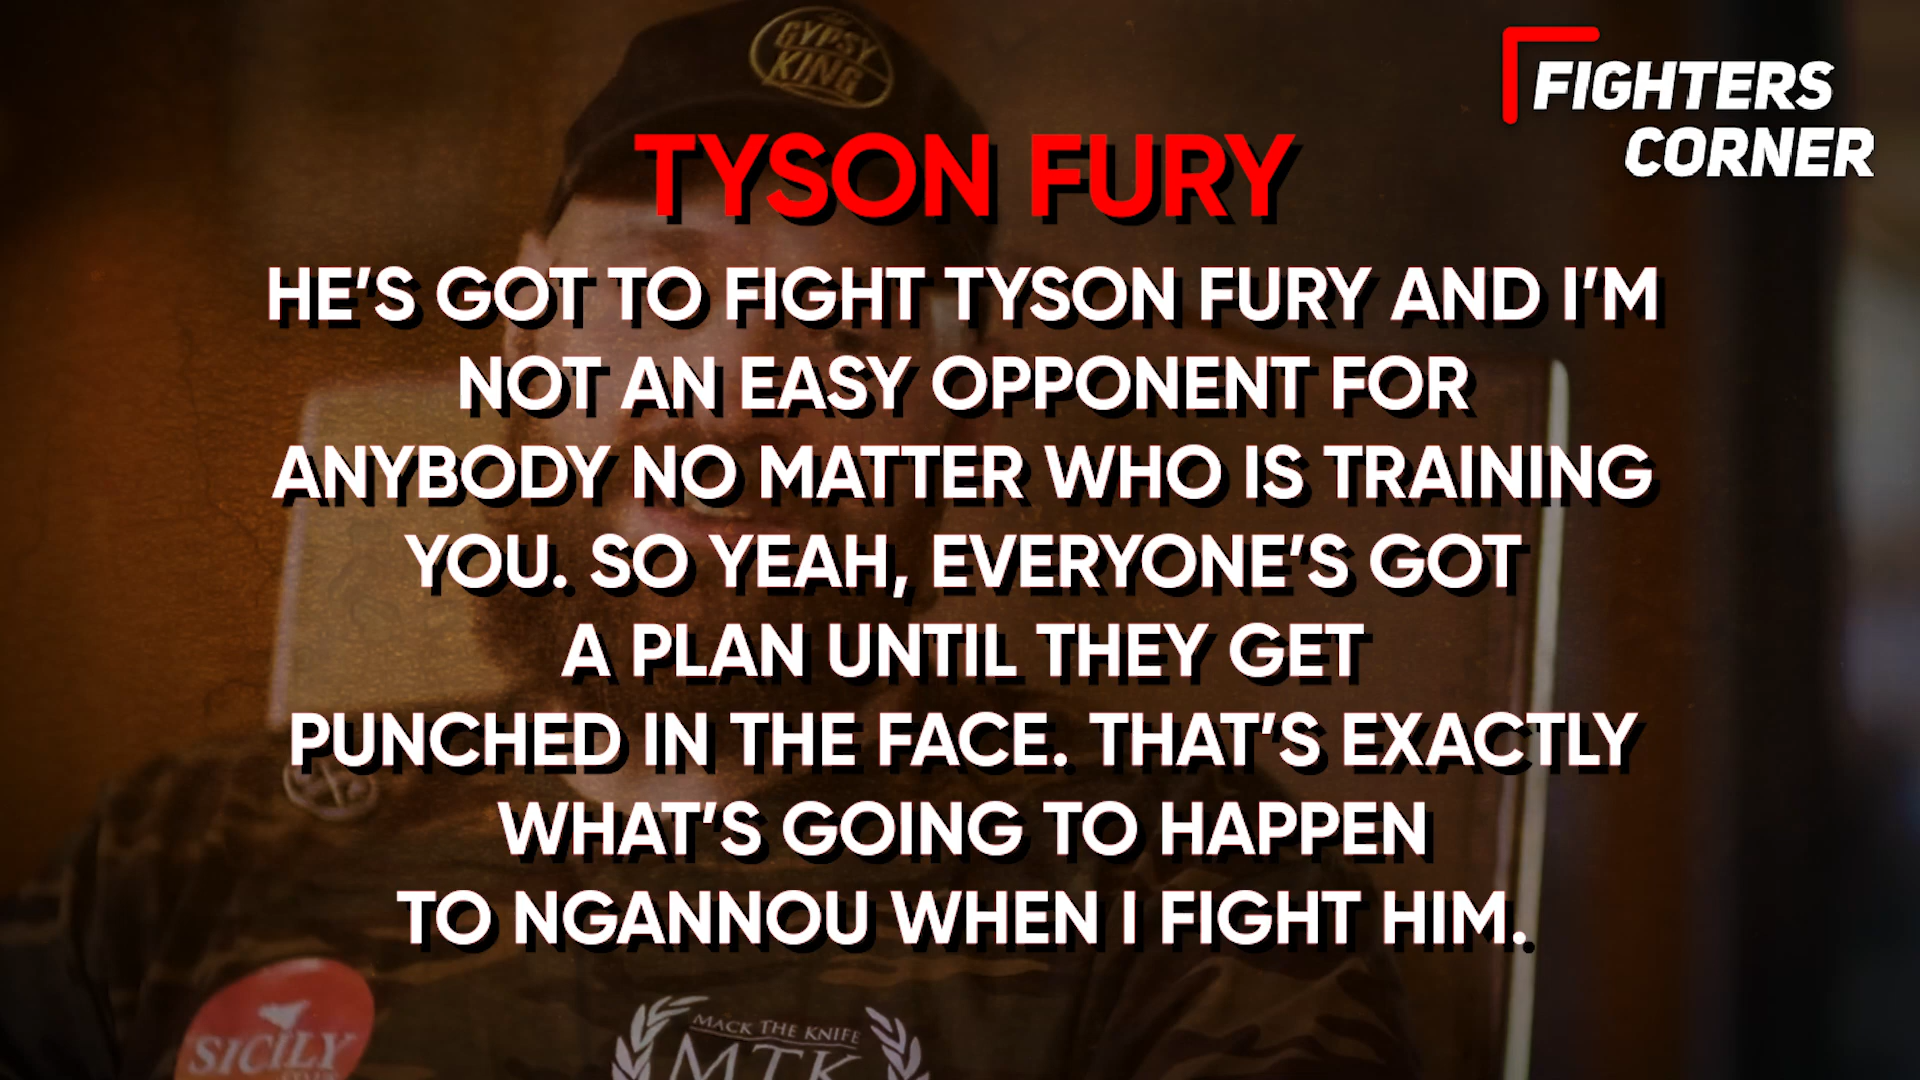 GYPSY
KING
FIGHTERS
CORNER
TYSON FURY
HE'S GOT TO FIGHT TYSON FURY AND I'M
NOT AN EASY OPPONENT FOR
ANYBODY NO MATTER WHO IS TRAINING
YOU. SO YEAH, EVERYONE'S GOT
A PLAN UNTIL THEY GET
PUNCHED IN THE FACE. THAT'S EXACTLY
WHAT'S GOING TO HAPPEN
TO NGANNOU WHEN I FIGHT HIM.
SICILY
MACK THE KNIFE
MTK